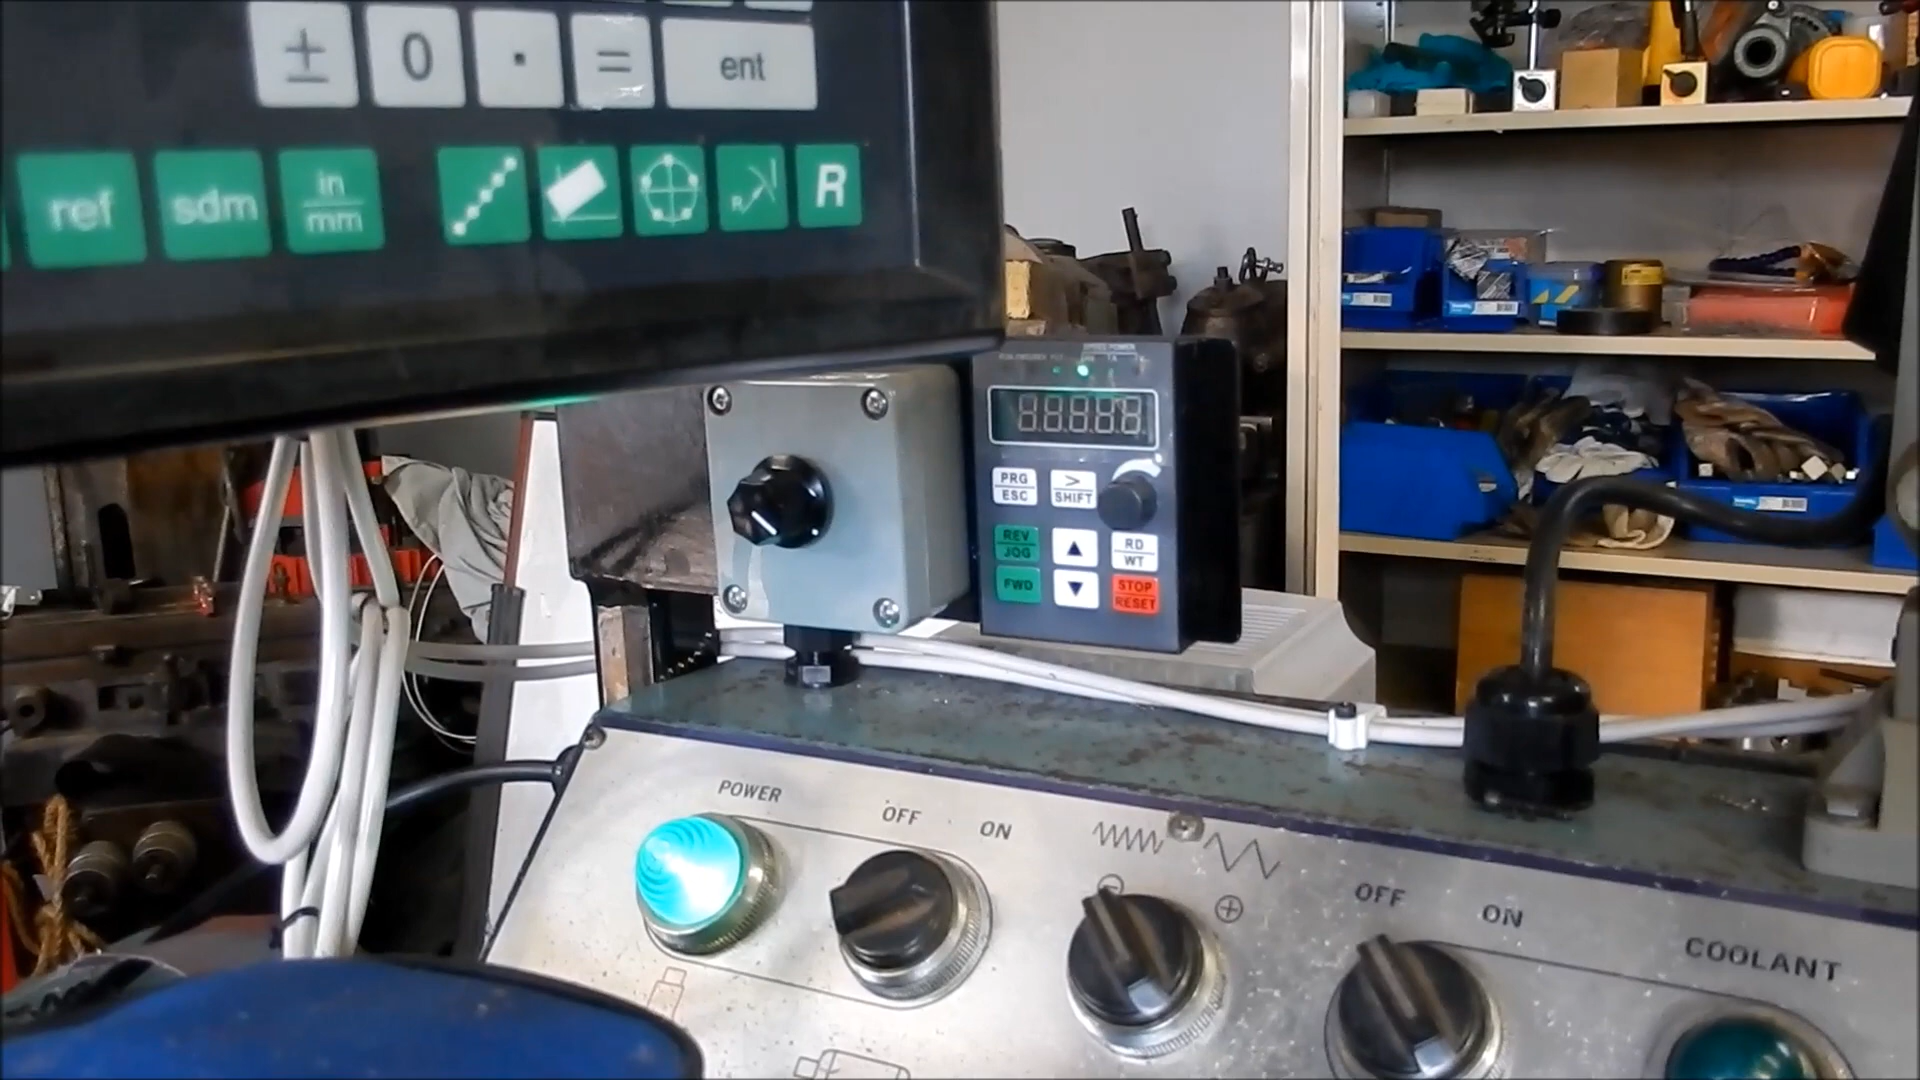 ± 0 . = ent
ref sdm in
mm R
R
PRG
ESC
>
SHIFT
REV
JOG
RD
WT
FWD
STOP
RESET
POWER
OFF ON
OFF ON
COOLANT